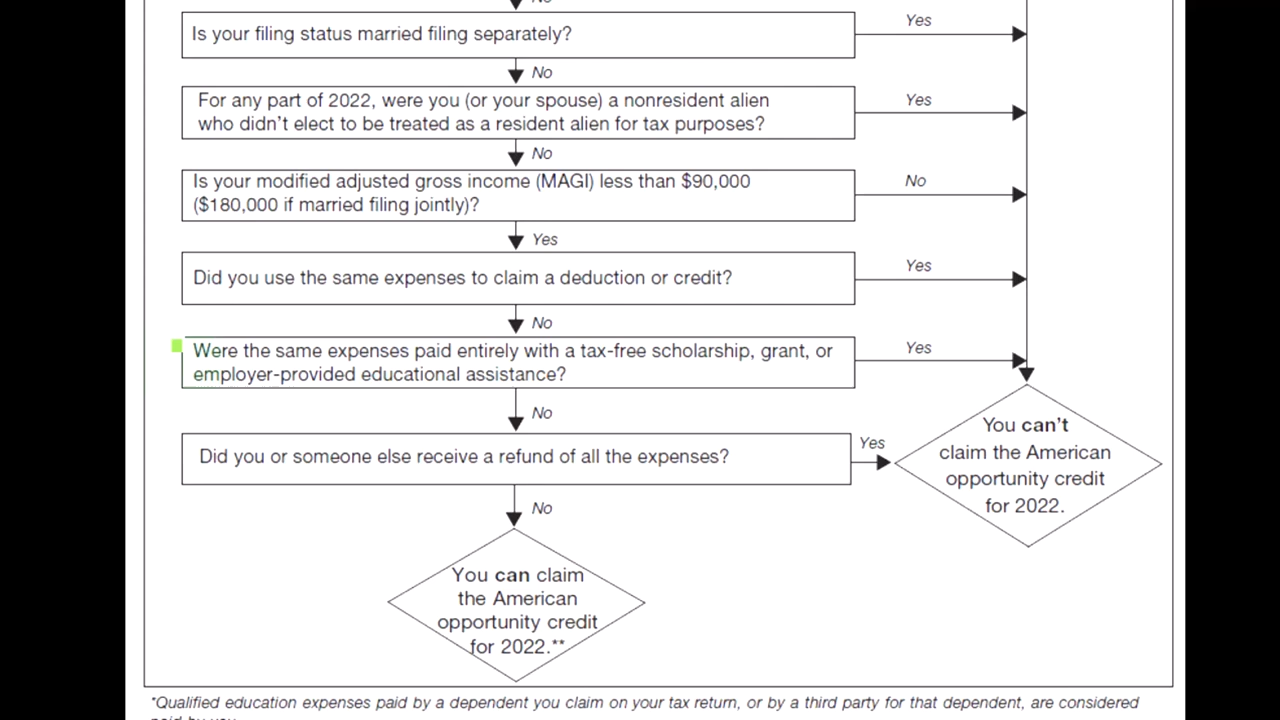 No
Is your filing status married filing separately?
Yes
No
For any part of 2022, were you (or your spouse) a nonresident alien
who didn't elect to be treated as a resident alien for tax purposes?
Yes
No
Is your modified adjusted gross income (MAGI) less than $90,000
($180,000 if married filing jointly)?
No
Yes
Did you use the same expenses to claim a deduction or credit?
Yes
No
Were the same expenses paid entirely with a tax-free scholarship, grant, or
employer-provided educational assistance?
Yes
No
Did you or someone else receive a refund of all the expenses?
Yes
You can't
claim the American
opportunity credit
for 2022.
No
You can claim
the American
opportunity credit
for 2022.**
*Qualified education expenses paid by a dependent you claim on your tax return, or by a third party for that dependent, are considered
paid by you.